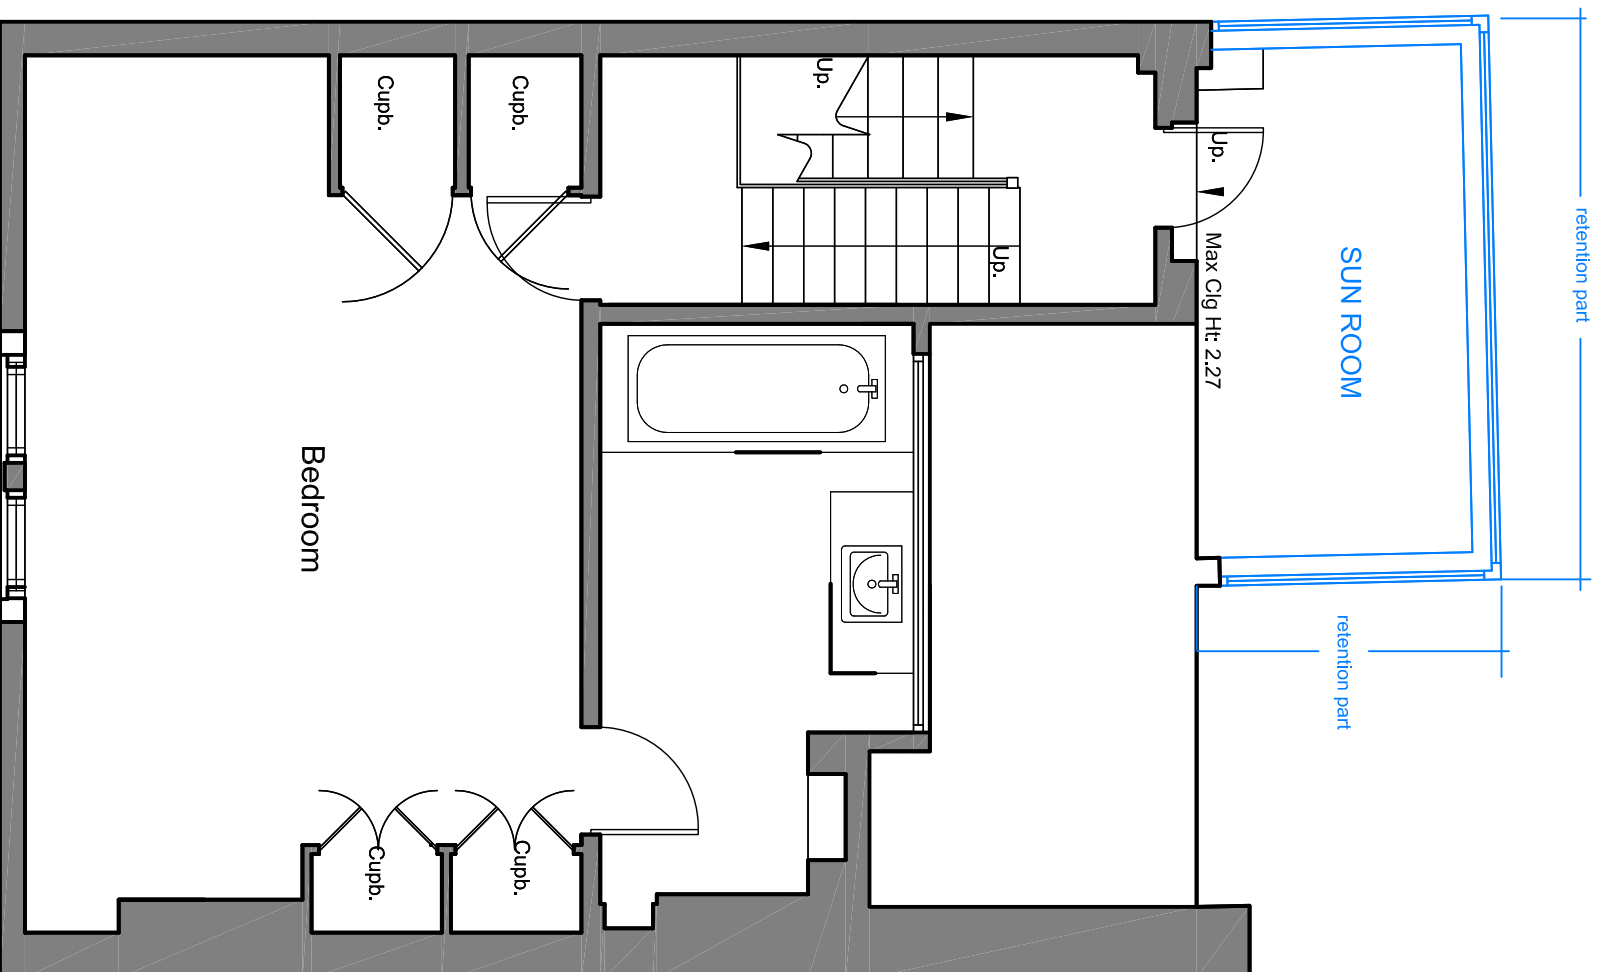 Cupb.
Cupb.
Up.
Up.
Up.
Max Clg Ht: 2.27
SUN ROOM
retention part
retention part
Bedroom
Cupb.
Cupb.